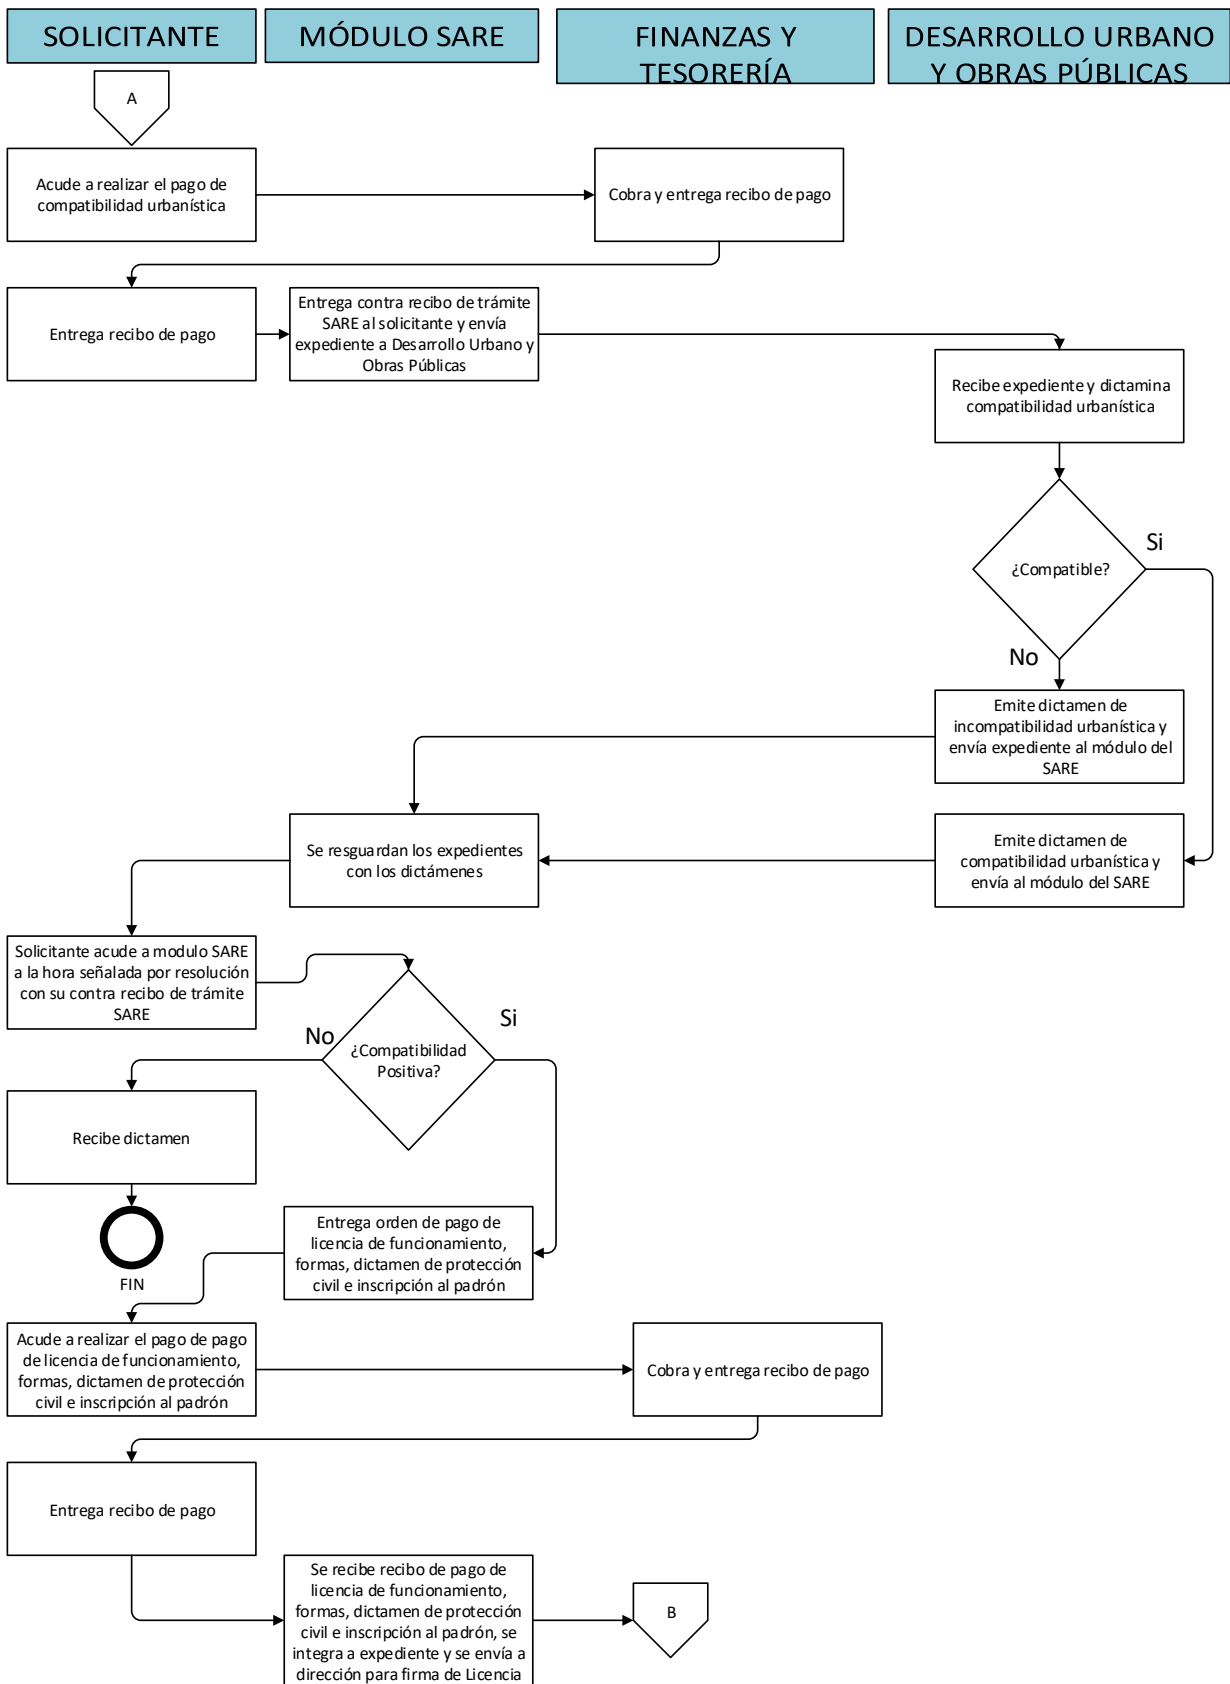 SOLICITANTE
MÓDULO SARE
FINANZAS Y
TESORERÍA
DESARROLLO URBANO
Y OBRAS PÚBLICAS
A
Acude a realizar el pago de
compatibilidad urbanística
Cobra y entrega recibo de pago
Entrega recibo de pago
Entrega contra recibo de trámite
SARE al solicitante y envía
expediente a Desarrollo Urbano y
Obras Públicas
Recibe expediente y dictamina
compatibilidad urbanística
¿Compatible?
Si
No
Emite dictamen de
incompatibilidad urbanística y
envía expediente al módulo del
SARE
Se resguardan los expedientes
con los dictámenes
Emite dictamen de
compatibilidad urbanística y
envía al módulo del SARE
Solicitante acude a modulo SARE
a la hora señalada por resolución
con su contra recibo de trámite
SARE
¿Compatibilidad
Positiva?
No
Si
Recibe dictamen
FIN
Entrega orden de pago de
licencia de funcionamiento,
formas, dictamen de protección
civil e inscripción al padrón
Acude a realizar el pago de pago
de licencia de funcionamiento,
formas, dictamen de protección
civil e inscripción al padrón
Cobra y entrega recibo de pago
Entrega recibo de pago
Se recibe recibo de pago de
licencia de funcionamiento,
formas, dictamen de protección
civil e inscripción al padrón, se
integra a expediente y se envía a
dirección para firma de Licencia
B